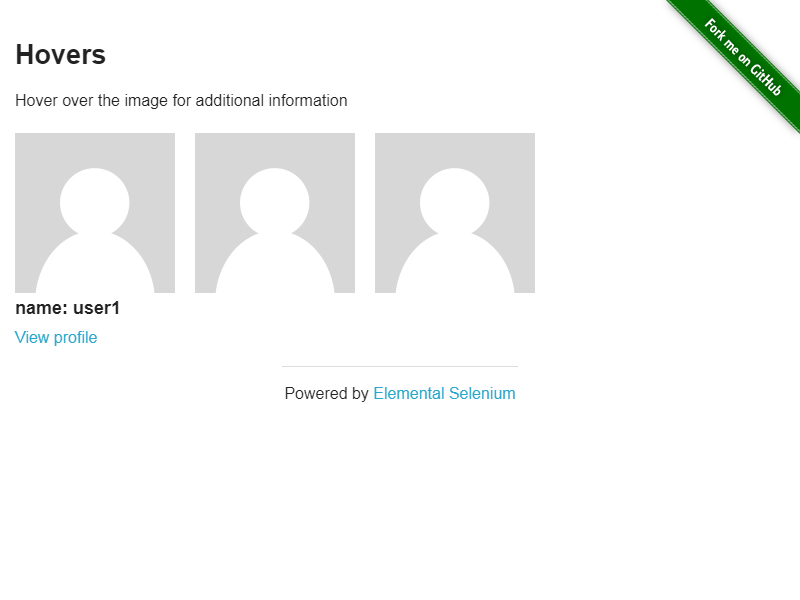 Fork me on GitHub
Hovers
Hover over the image for additional information
name: user1
View profile
Powered by Elemental Selenium